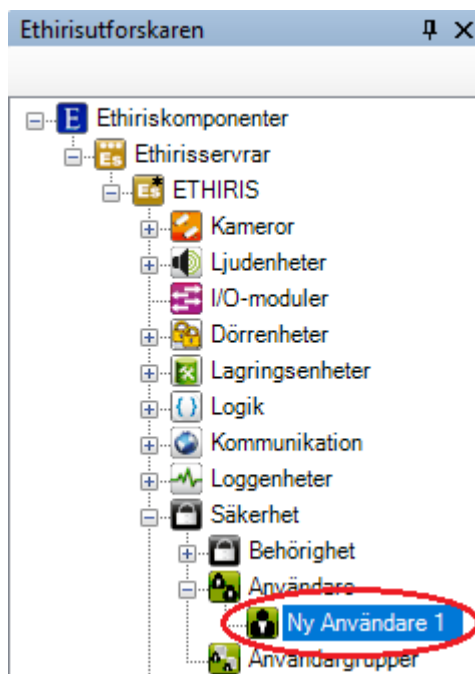 Ethirisutforskaren
Ethiriskomponenter
Ethirisservrar
ETHIRIS
Kameror
Ljudenheter
I/O-moduler
Dörrenheter
Lagringsenheter
Logik
Kommunikation
Loggenheter
Säkerhet
Behörighet
Användare
Ny Användare 1
Användargrupper